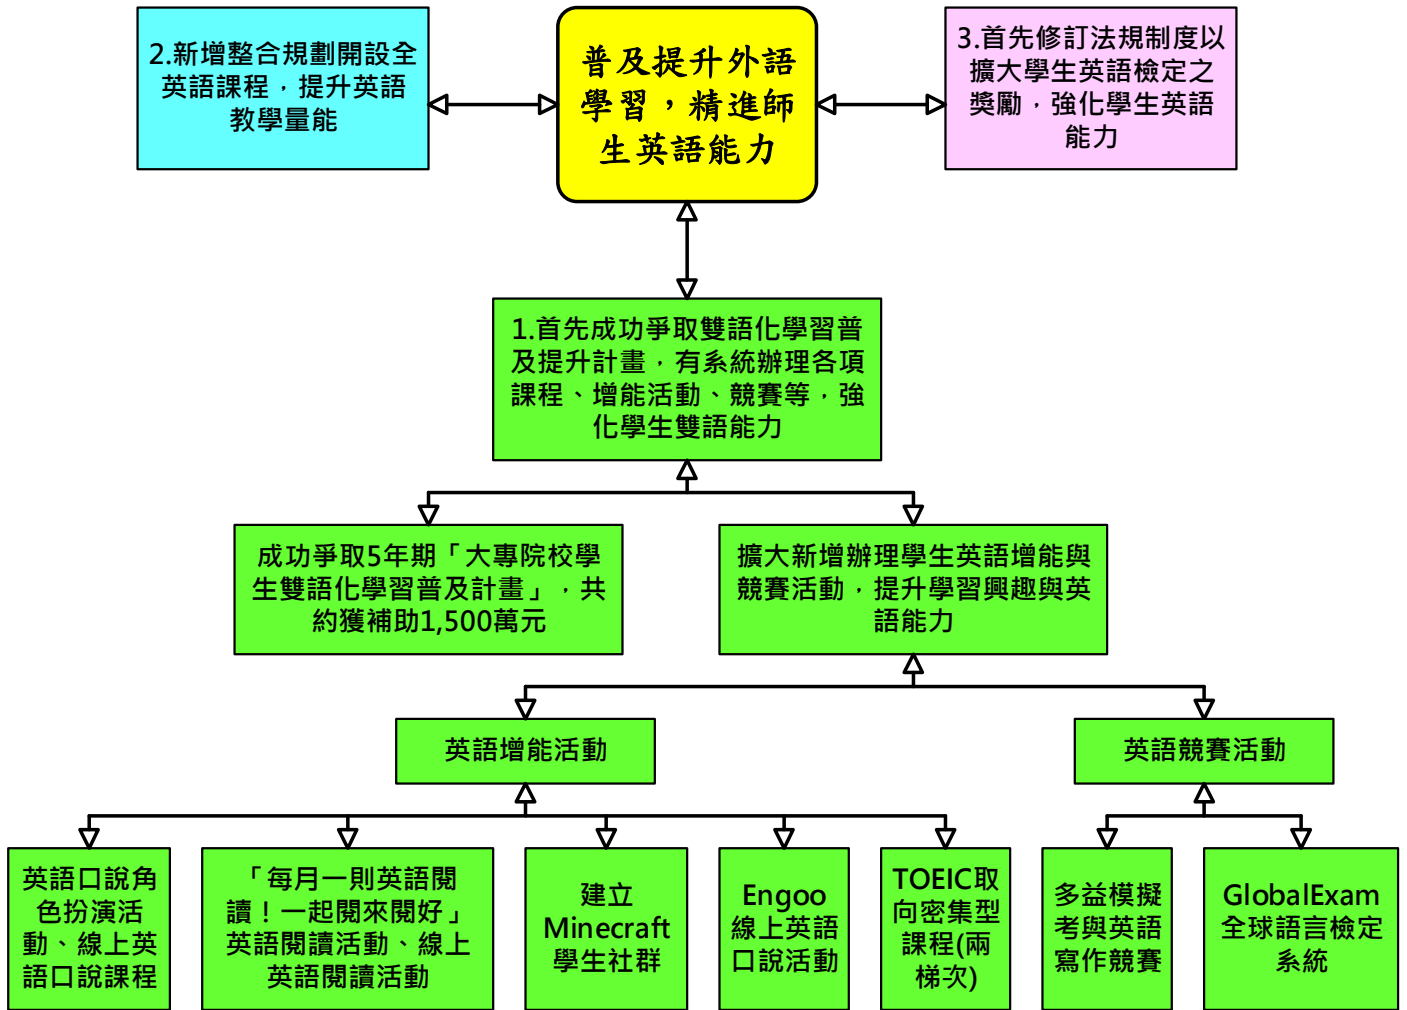 2.新增整合規劃開設全
英語課程，提升英語
教學量能
普及提升外語
學習，精進師
生英語能力
3.首先修訂法規制度以
擴大學生英語檢定之
獎勵，強化學生英語
能力
1.首先成功爭取雙語化學習普
及提升計畫，有系統辦理各項
課程、增能活動、競賽等，強
化學生雙語能力
成功爭取5年期「大專院校學
生雙語化學習普及計畫」，共
約獲補助1,500萬元
擴大新增辦理學生英語增能與
競賽活動，提升學習興趣與英
語能力
英語增能活動
英語競賽活動
英語口說角
色扮演活
動、線上英
語口說課程
「每月一則英語閱
讀！一起閱來閱好」
英語閱讀活動、線上
英語閱讀活動
建立
Minecraft
學生社群
Engoo
線上英語
口說活動
TOEIC取
向密集型
課程(兩
梯次)
多益模擬
考與英語
寫作競賽
GlobalExam
全球語言檢定
系統